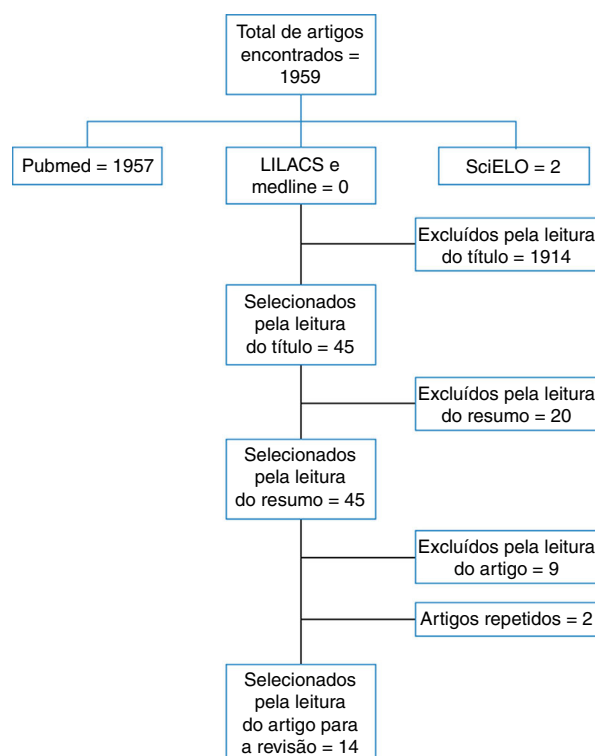 Total de artigos
encontrados =
1959
Pubmed = 1957
LILACS e
medline = 0
SciELO = 2
Excluídos pela leitura
do título = 1914
Selecionados
pela leitura
do título = 45
Excluídos pela leitura
do resumo = 20
Selecionados
pela leitura
do resumo = 45
Excluídos pela leitura
do artigo = 9
Artigos repetidos = 2
Selecionados
pela leitura
do artigo para
a revisão = 14